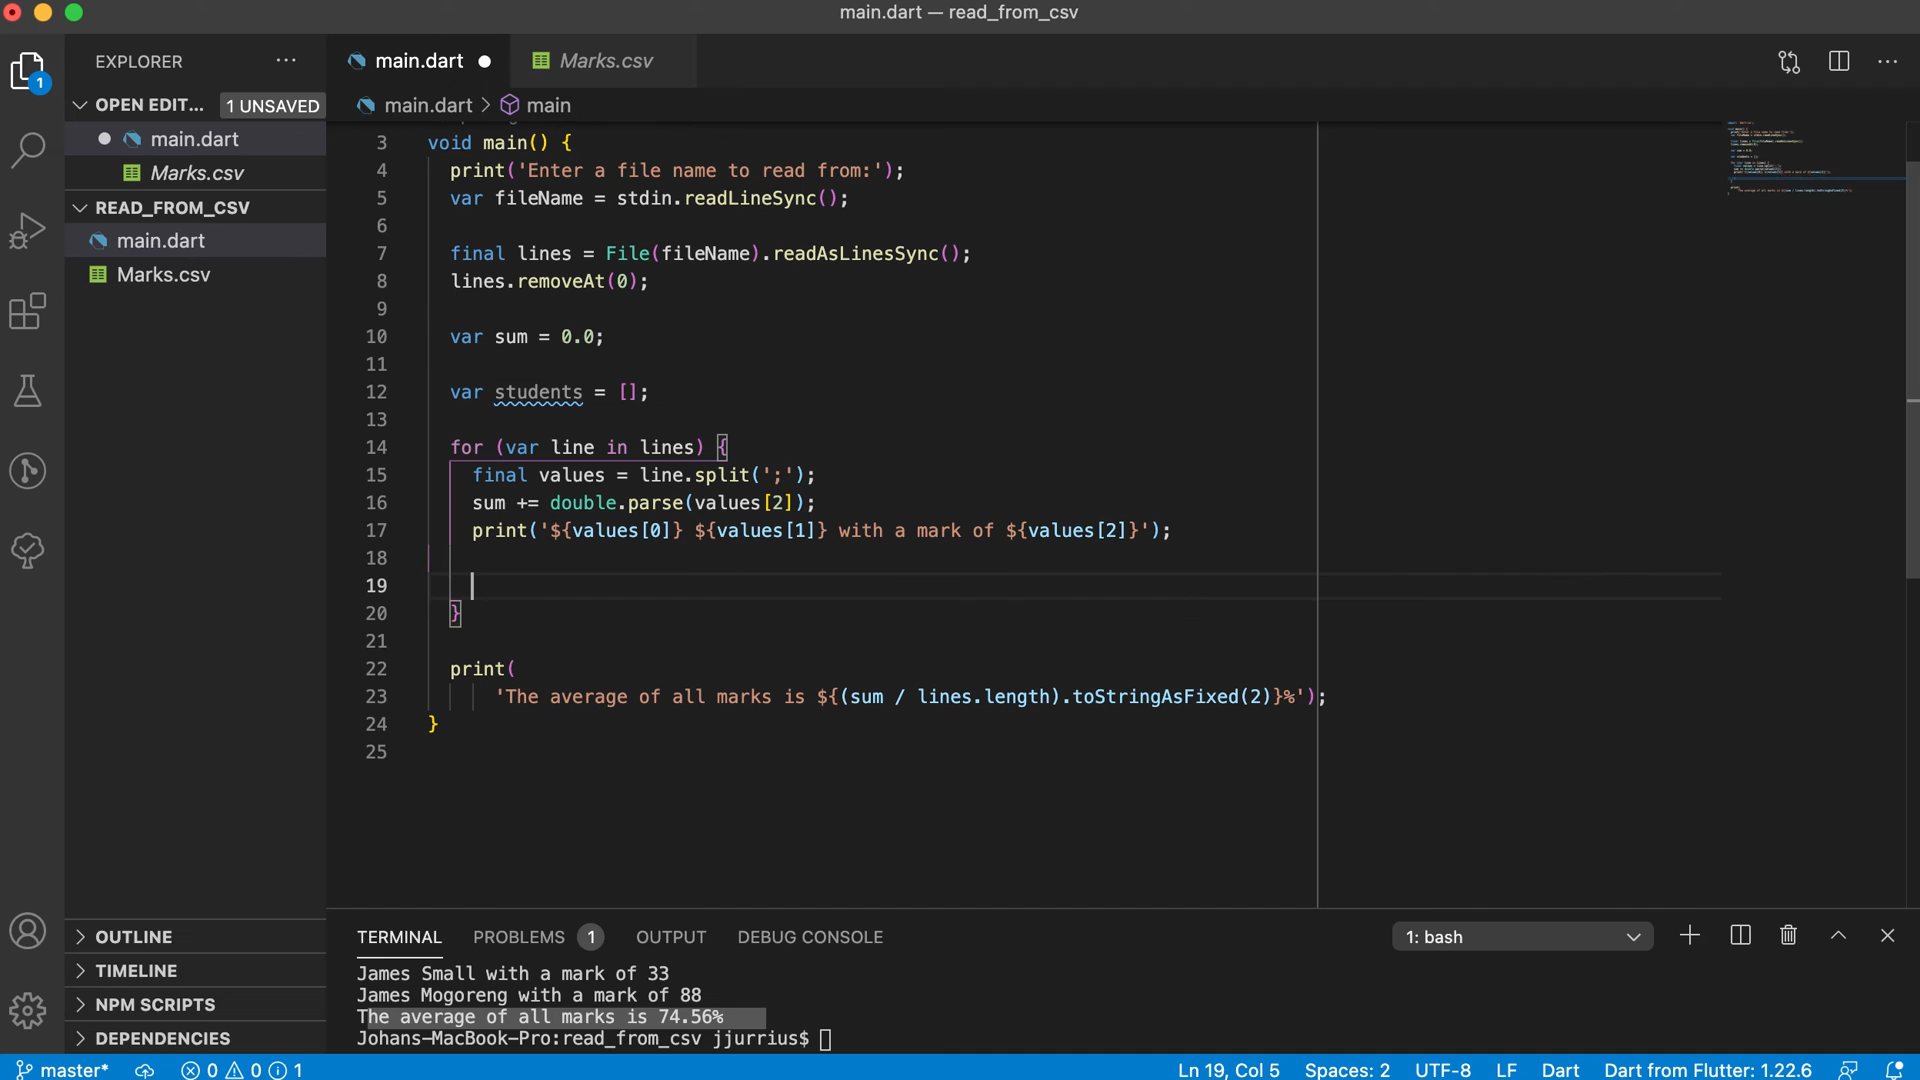 main.dart — read_from_csv
EXPLORER
main.dart
Marks.csv
1
OPEN EDIT...
1 UNSAVED
main.dart > main
main.dart
Marks.csv
READ_FROM_CSV
main.dart
Marks.csv
3 void main() {
4 print('Enter a file name to read from:');
5 var fileName = stdin.readLineSync();
6
7 final lines = File(fileName).readAsLinesSync();
8 lines.removeAt(0);
9
10 var sum = 0.0;
11
12 var students = [];
13
14 for (var line in lines) {
15 final values = line.split(';');
16 sum += double.parse(values[2]);
17 print('${values[0]} ${values[1]} with a mark of ${values[2]}');
18
19
20 }
21
22 print(
23 'The average of all marks is ${(sum / lines.length).toStringAsFixed(2)}%');
24 }
25
OUTLINE
TIMELINE
NPM SCRIPTS
DEPENDENCIES
TERMINAL PROBLEMS 1 OUTPUT DEBUG CONSOLE
1: bash
James Small with a mark of 33
James Mogoreng with a mark of 88
The average of all marks is 74.56%
Johans-MacBook-Pro:read_from_csv jjurrius$
master* 0 0 1
Ln 19, Col 5 Spaces: 2 UTF-8 LF Dart Dart from Flutter: 1.22.6